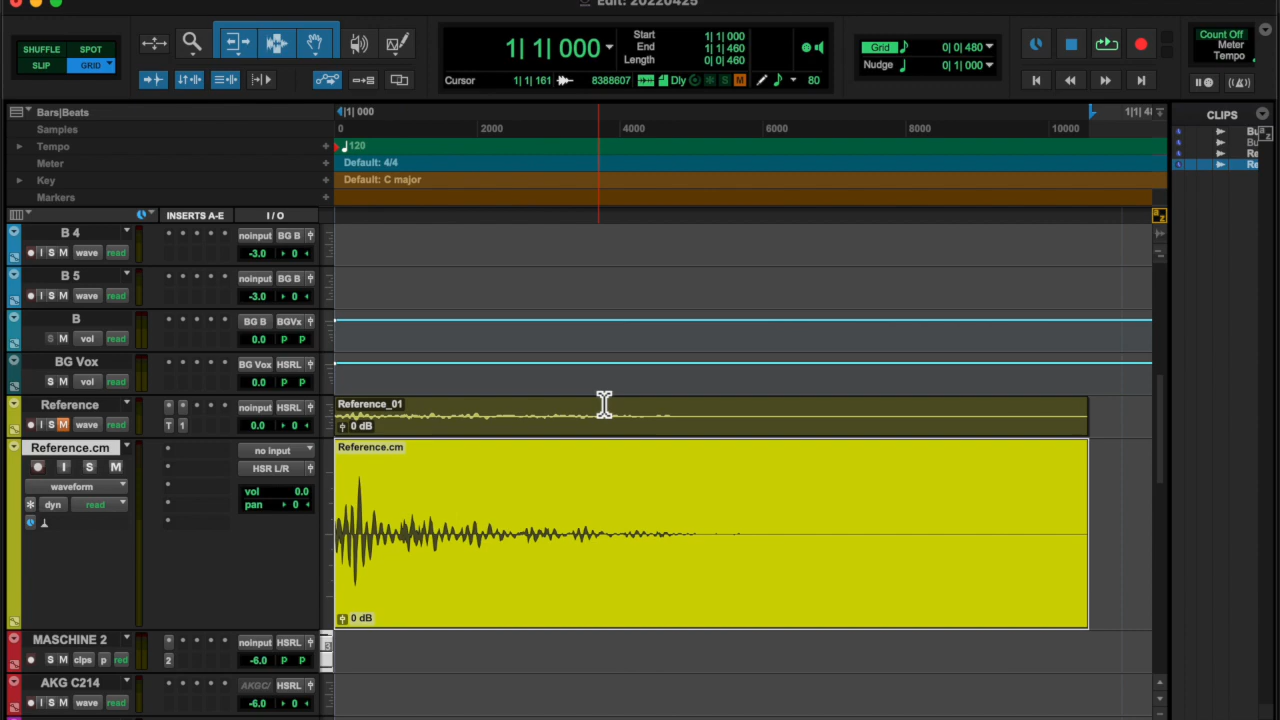 Edit: 20220425
SHUFFLE SPOT
SLIP GRID
1| 1| 000
Start 1| 1| 000
End 1| 1| 460
Length 0| 0| 460
Cursor 1| 1| 161 8388607 Dly S M 80
Grid 0| 0| 480
Nudge 0| 1| 000
Count Off
Meter
Tempo
Bars|Beats 1| 000
Samples 0 2000 4000 6000 8000 10000
Tempo 120
Meter Default: 4/4
Key Default: C major
Markers
CLIPS
INSERTS A-E I / O
B 4 noinput BG B
I S M wave read -3.0 0
B 5 noinput BG B
I S M wave read -3.0 0
B BG B BGVx
S M vol read 0.0 P P
BG Vox BG Vox HSRL
S M vol read 0.0 P P
Reference noinput HSRL Reference_01
I S M wave read T 1 0.0 0 0 dB
Reference.cm no input Reference.cm
I S M HSR L/R
waveform vol 0.0
dyn read pan 0
0 dB
MASCHINE 2 noinput HSRL
S M clps p red 2 -6.0 P P
AKG C214 AKGC/ HSRL
I S M wave read -6.0 0